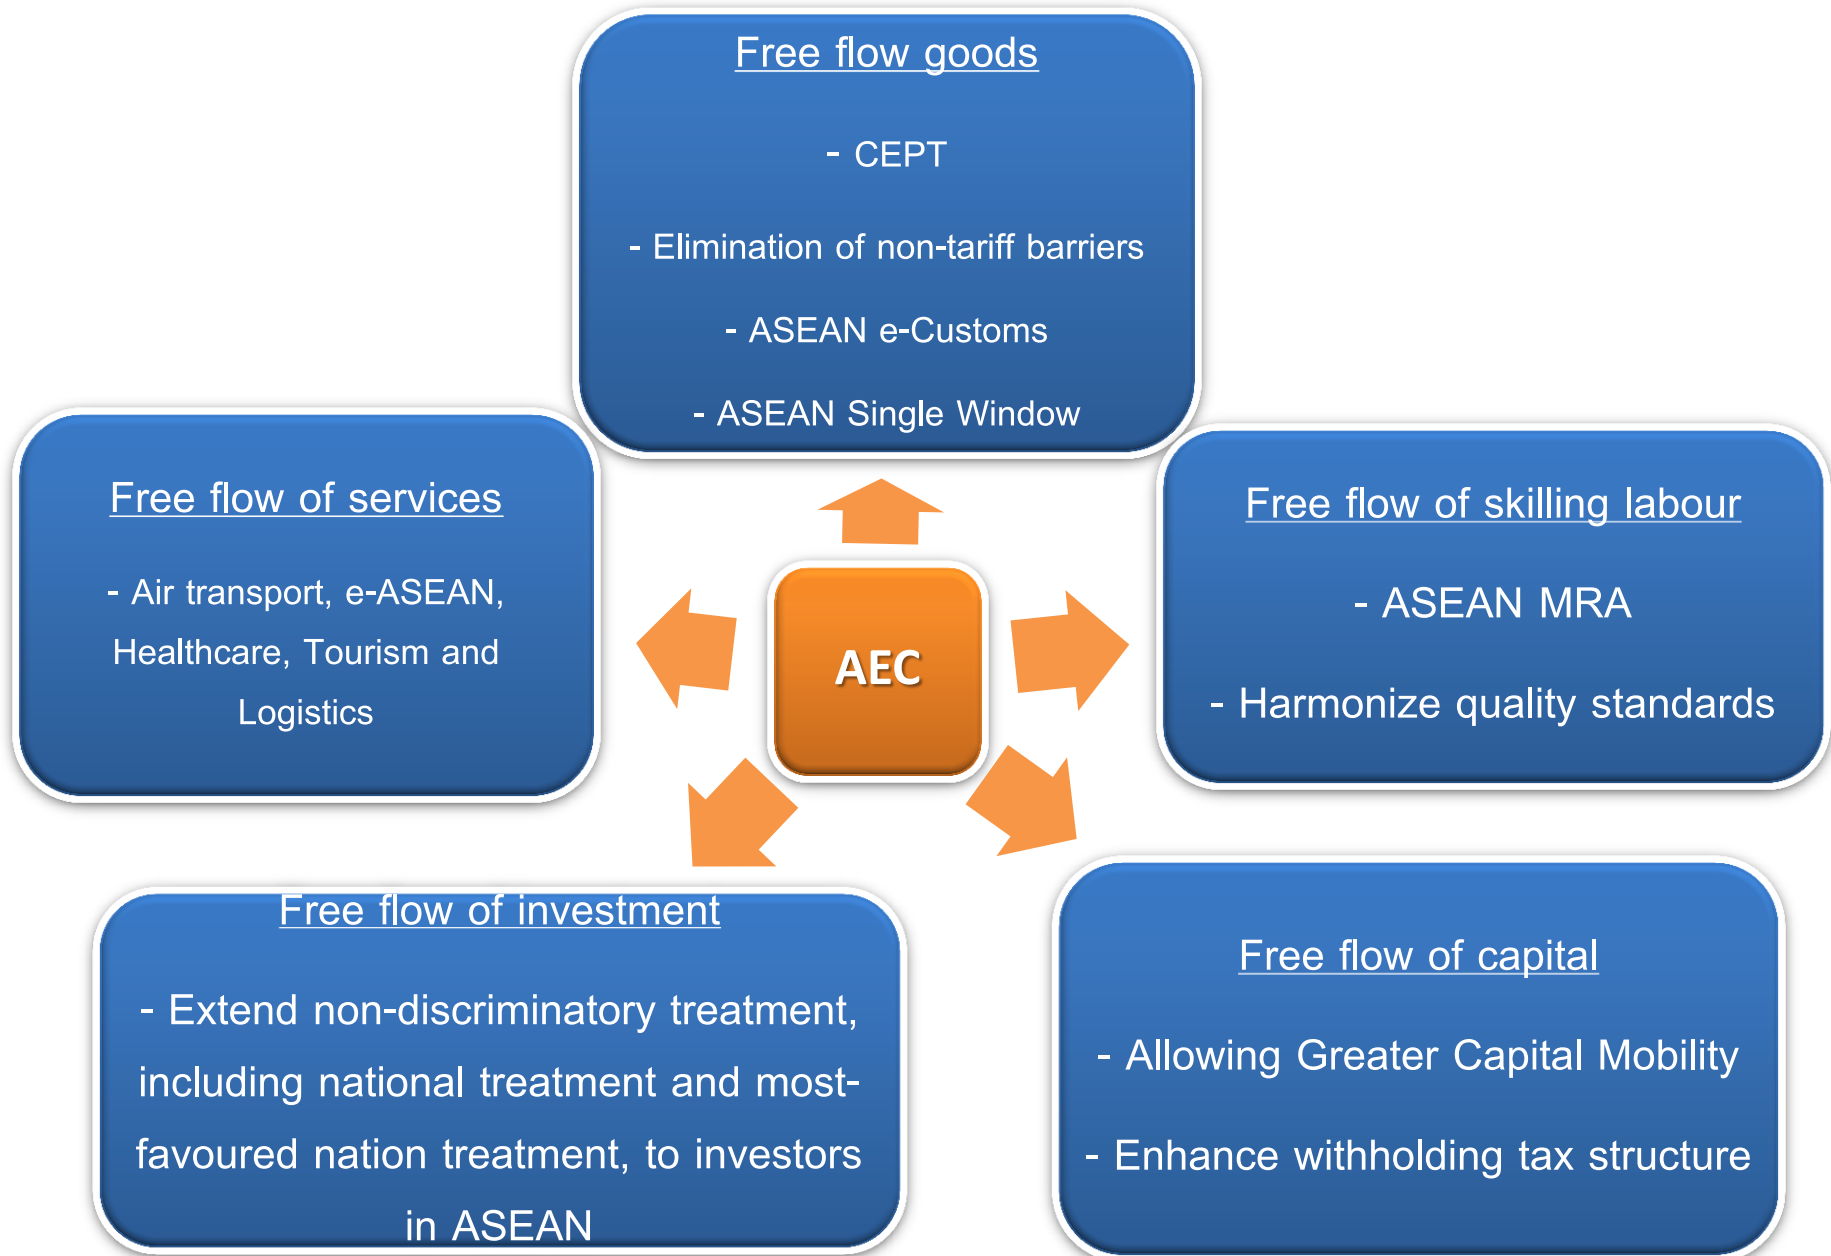 Free flow goods
- CEPT
- Elimination of non-tariff barriers
- ASEAN e-Customs
- ASEAN Single Window
Free flow of services
- Air transport, e-ASEAN,
Healthcare, Tourism and
Logistics
AEC
Free flow of skilling labour
- ASEAN MRA
- Harmonize quality standards
Free flow of investment
- Extend non-discriminatory treatment,
including national treatment and most-
favoured nation treatment, to investors
in ASEAN
Free flow of capital
- Allowing Greater Capital Mobility
- Enhance withholding tax structure